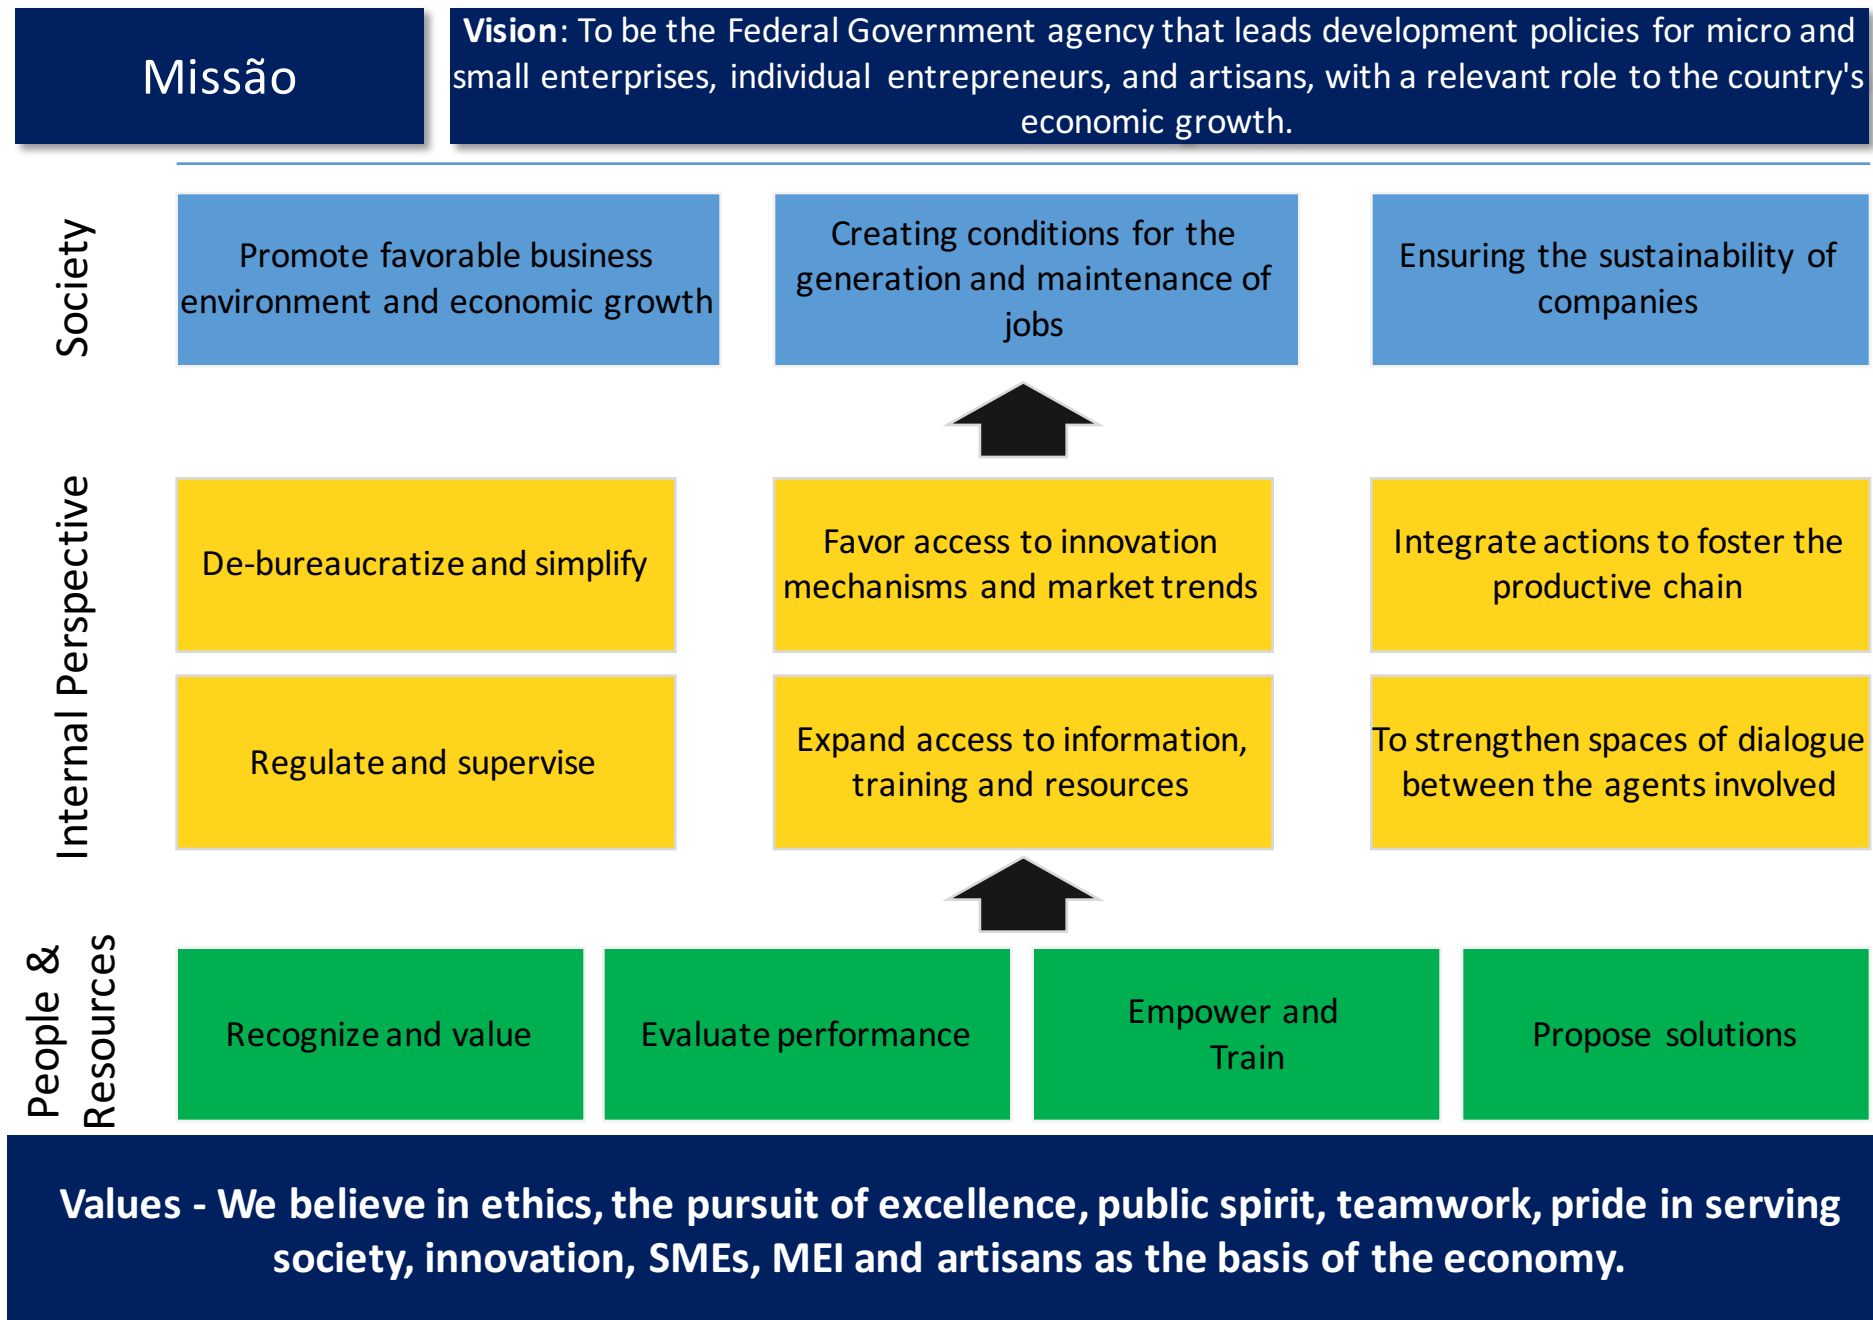 Missão
Vision: To be the Federal Government agency that leads development policies for micro and
small enterprises, individual entrepreneurs, and artisans, with a relevant role to the country's
economic growth.
Society
Promote favorable business
environment and economic growth
Creating conditions for the
generation and maintenance of
jobs
Ensuring the sustainability of
companies
Internal Perspective
De-bureaucratize and simplify
Favor access to innovation
mechanisms and market trends
Integrate actions to foster the
productive chain
Regulate and supervise
Expand access to information,
training and resources
To strengthen spaces of dialogue
between the agents involved
People &
Resources
Recognize and value
Evaluate performance
Empower and
Train
Propose solutions
Values - We believe in ethics, the pursuit of excellence, public spirit, teamwork, pride in serving
society, innovation, SMEs, MEI and artisans as the basis of the economy.